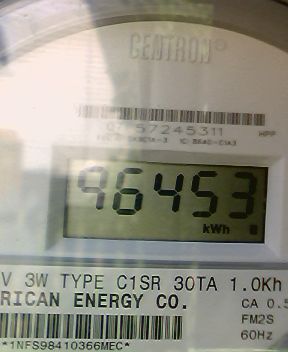 CENTRON®
57245311
HPP
96453
kWh
V 3W TYPE C1SR 30TA 1.0Kh
RICAN ENERGY CO.
CA 0.5
FM2S
60Hz
*1NFS98410366MEC*